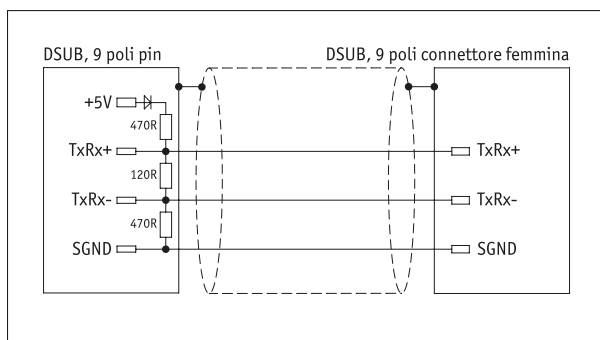 DSUB, 9 poli pin
DSUB, 9 poli connettore femmina
+5V
470R
TxRx+
TxRx+
120R
TxRx-
TxRx-
470R
SGND
SGND